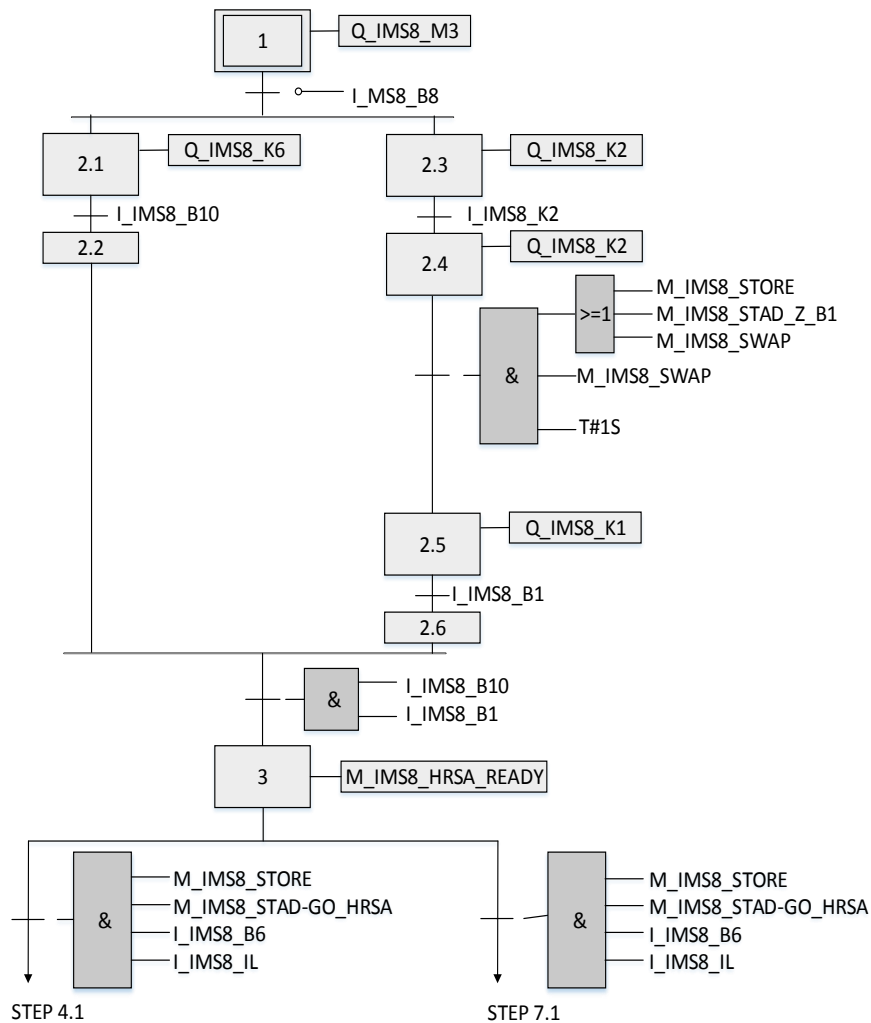 1
Q_IMS8_M3
I_MS8_B8
2.1
Q_IMS8_K6
2.3
Q_IMS8_K2
I_IMS8_B10
I_IMS8_K2
2.2
2.4
Q_IMS8_K2
>=1
M_IMS8_STORE
M_IMS8_STAD_Z_B1
M_IMS8_SWAP
&
M_IMS8_SWAP
T#1S
2.5
Q_IMS8_K1
I_IMS8_B1
2.6
&
I_IMS8_B10
I_IMS8_B1
3
M_IMS8_HRSA_READY
&
M_IMS8_STORE
M_IMS8_STAD-GO_HRSA
I_IMS8_B6
I_IMS8_IL
STEP 4.1
&
M_IMS8_STORE
M_IMS8_STAD-GO_HRSA
I_IMS8_B6
I_IMS8_IL
STEP 7.1